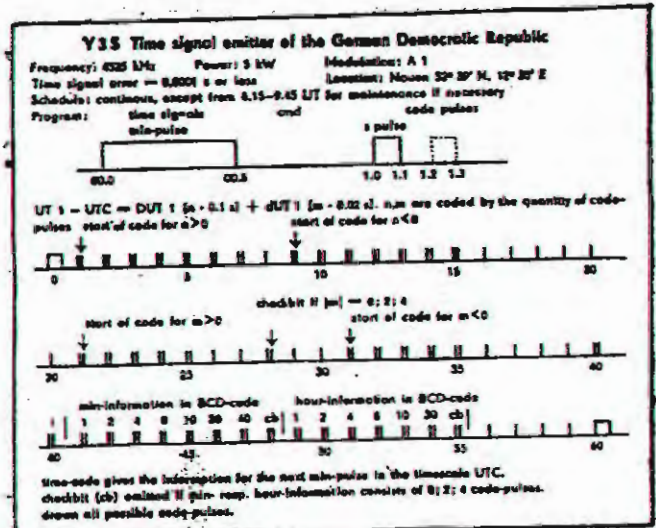 Y3S Time signal emitter of the German Democratic Republic
Frequency: 4525 kHz Power: 5 kW Modulation: A 1
Time signal error = 0,0001 s or less Location: Nauen 52° 39' N, 12° 55' E
Schedule: continous, except from 8.15–9.45 UT for maintenance if necessary
Program: time signals and code pulses
min-pulse s pulse
00.0 00.5 1.0 1.1 1.2 1.3
UT 1 – UTC = DUT 1 [n · 0.1 s] + dUT 1 [m · 0.02 s]. n,m are coded by the quantity of code-
pulses start of code for n>0 start of code for n<0
0 5 10 15 20
checkbit if |m| = 0; 2; 4
start of code for m>0 start of code for m<0
20 25 30 35 40
min-information in BCD-code hour-information in BCD-code
1 1 2 4 8 10 20 40 cb 1 2 4 8 10 20 cb
40 45 50 55 60
time-code gives the information for the next min-pulse in the timescale UTC.
checkbit (cb) emitted if min- resp. hour-information consists of 0; 2; 4 code-pulses.
drawn all possible code-pulses.